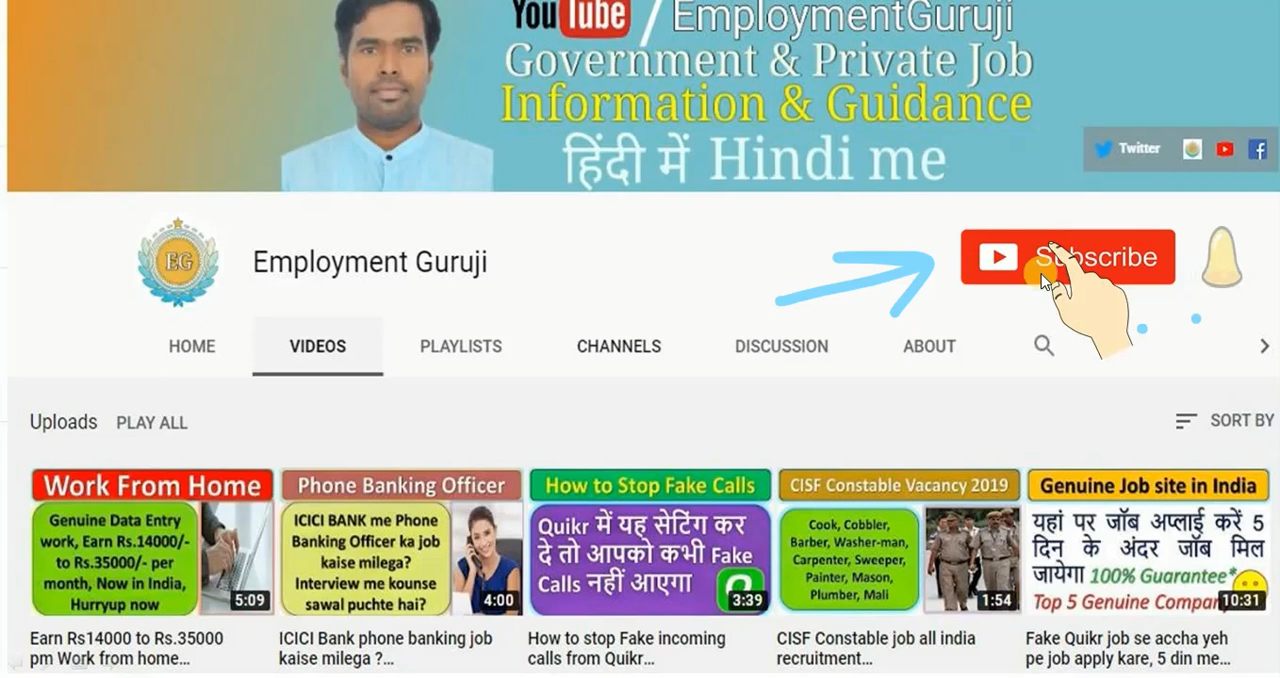 YouTube / EmploymentGuruji
Government & Private Job
Information & Guidance
हिंदी में Hindi me
Twitter
EG
Employment Guruji
Subscribe
HOME VIDEOS PLAYLISTS CHANNELS DISCUSSION ABOUT
Uploads PLAY ALL
SORT BY
Work From Home
Genuine Data Entry
work, Earn Rs.14000/-
to Rs.35000/- per
month, Now in India,
Hurryup now
5:09
Earn Rs14000 to Rs.35000
pm Work from home...
Phone Banking Officer
ICICI BANK me Phone
Banking Officer ka job
kaise milega?
Interview me kounse
sawal puchte hai?
4:00
ICICI Bank phone banking job
kaise milega ?...
How to Stop Fake Calls
Quikr में यह सेटिंग कर
दे तो आपको कभी Fake
Calls नहीं आएगा
3:39
How to stop Fake incoming
calls from Quikr...
CISF Constable Vacancy 2019
Cook, Cobbler,
Barber, Washer-man,
Carpenter, Sweeper,
Painter, Mason,
Plumber, Mali
1:54
CISF Constable job all india
recruitment...
Genuine Job site in India
यहां पर जॉब अप्लाई करें 5
दिन के अंदर जॉब मिल
जायेगा 100% Guarantee*
Top 5 Genuine
10:31
Fake Quikr job se accha yeh
pe job apply kare, 5 din me...